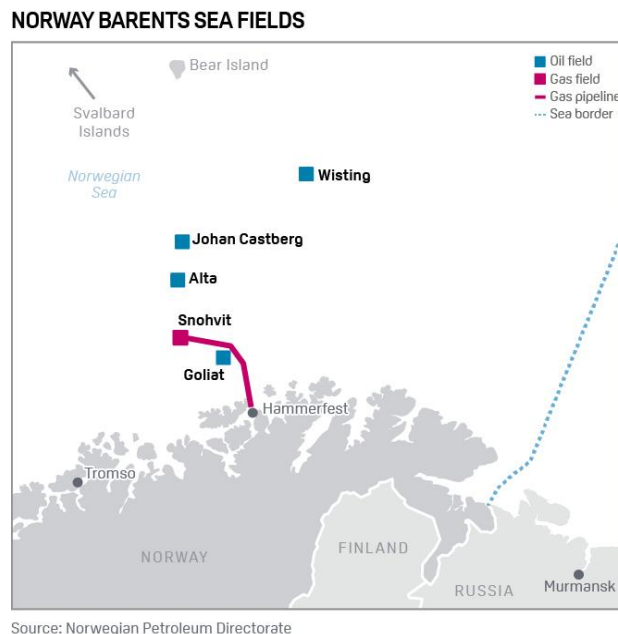 NORWAY BARENTS SEA FIELDS
Bear Island
Oil field
Gas field
Gas pipeline
Sea border
Svalbard
Islands
Norwegian
Sea
Wisting
Johan Castberg
Alta
Snohvit
Goliat
Hammerfest
Tromso
NORWAY
FINLAND
RUSSIA
Murmansk
Source: Norwegian Petroleum Directorate